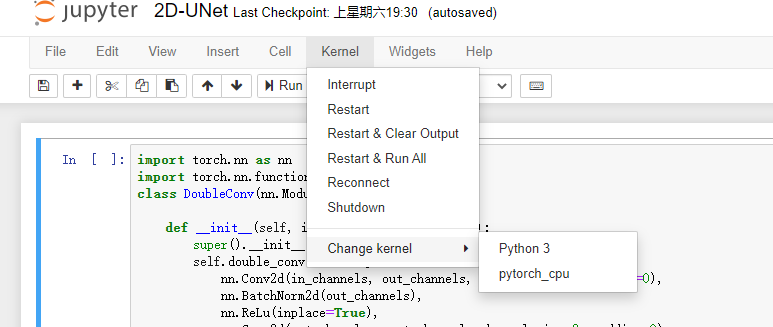 jupyter 2D-UNet Last Checkpoint: 上星期六19:30 (autosaved)
File Edit View Insert Cell Kernel Widgets Help
Run
Interrupt
Restart
Restart & Clear Output
Restart & Run All
Reconnect
Shutdown
Change kernel
Python 3
pytorch_cpu
In [ ]:
import torch.nn as nn
import torch.nn.function
class DoubleConv(nn.Modu
def __init__(self, i ):
super().__init__
self.double_conv
nn.Conv2d(in_channels, out_channels, =0),
nn.BatchNorm2d(out_channels),
nn.ReLu(inplace=True),